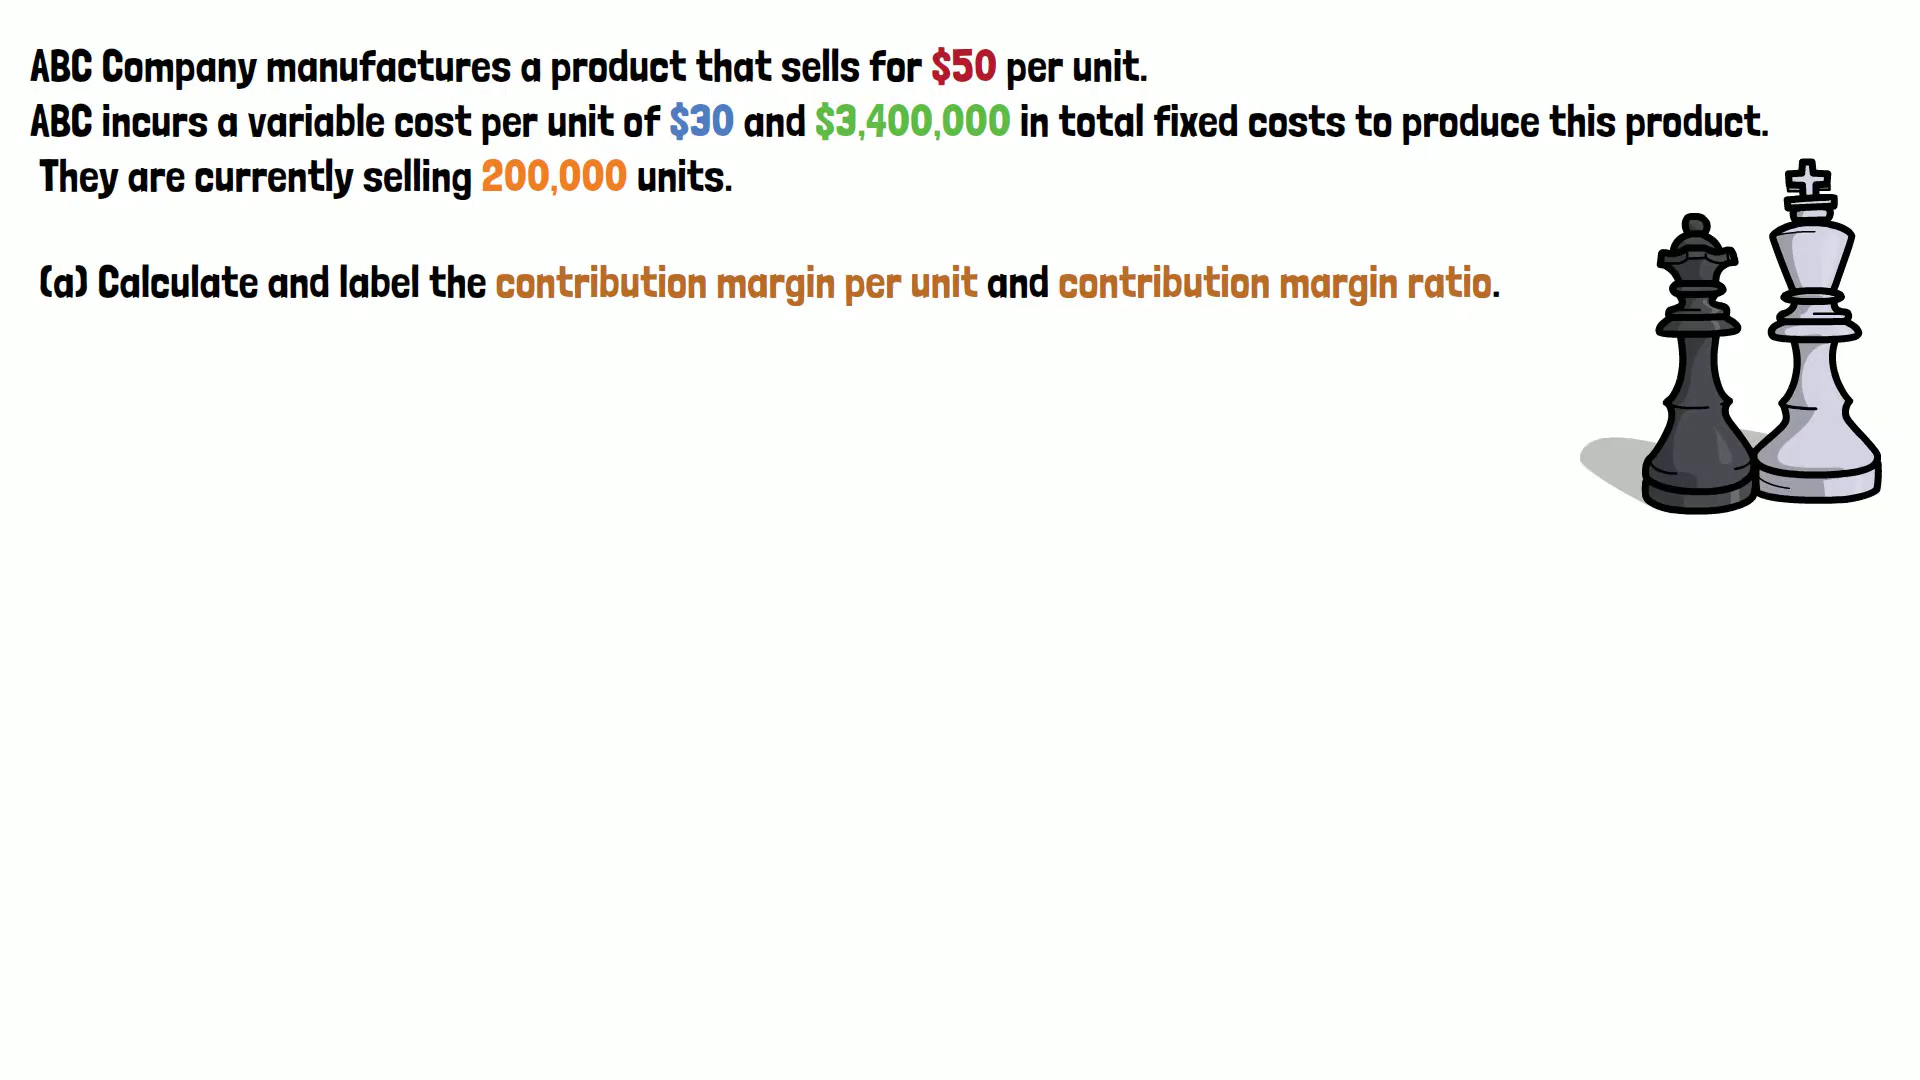 ABC Company manufactures a product that sells for $50 per unit.
ABC incurs a variable cost per unit of $30 and $3,400,000 in total fixed costs to produce this product.
They are currently selling 200,000 units.
(a) Calculate and label the contribution margin per unit and contribution margin ratio.